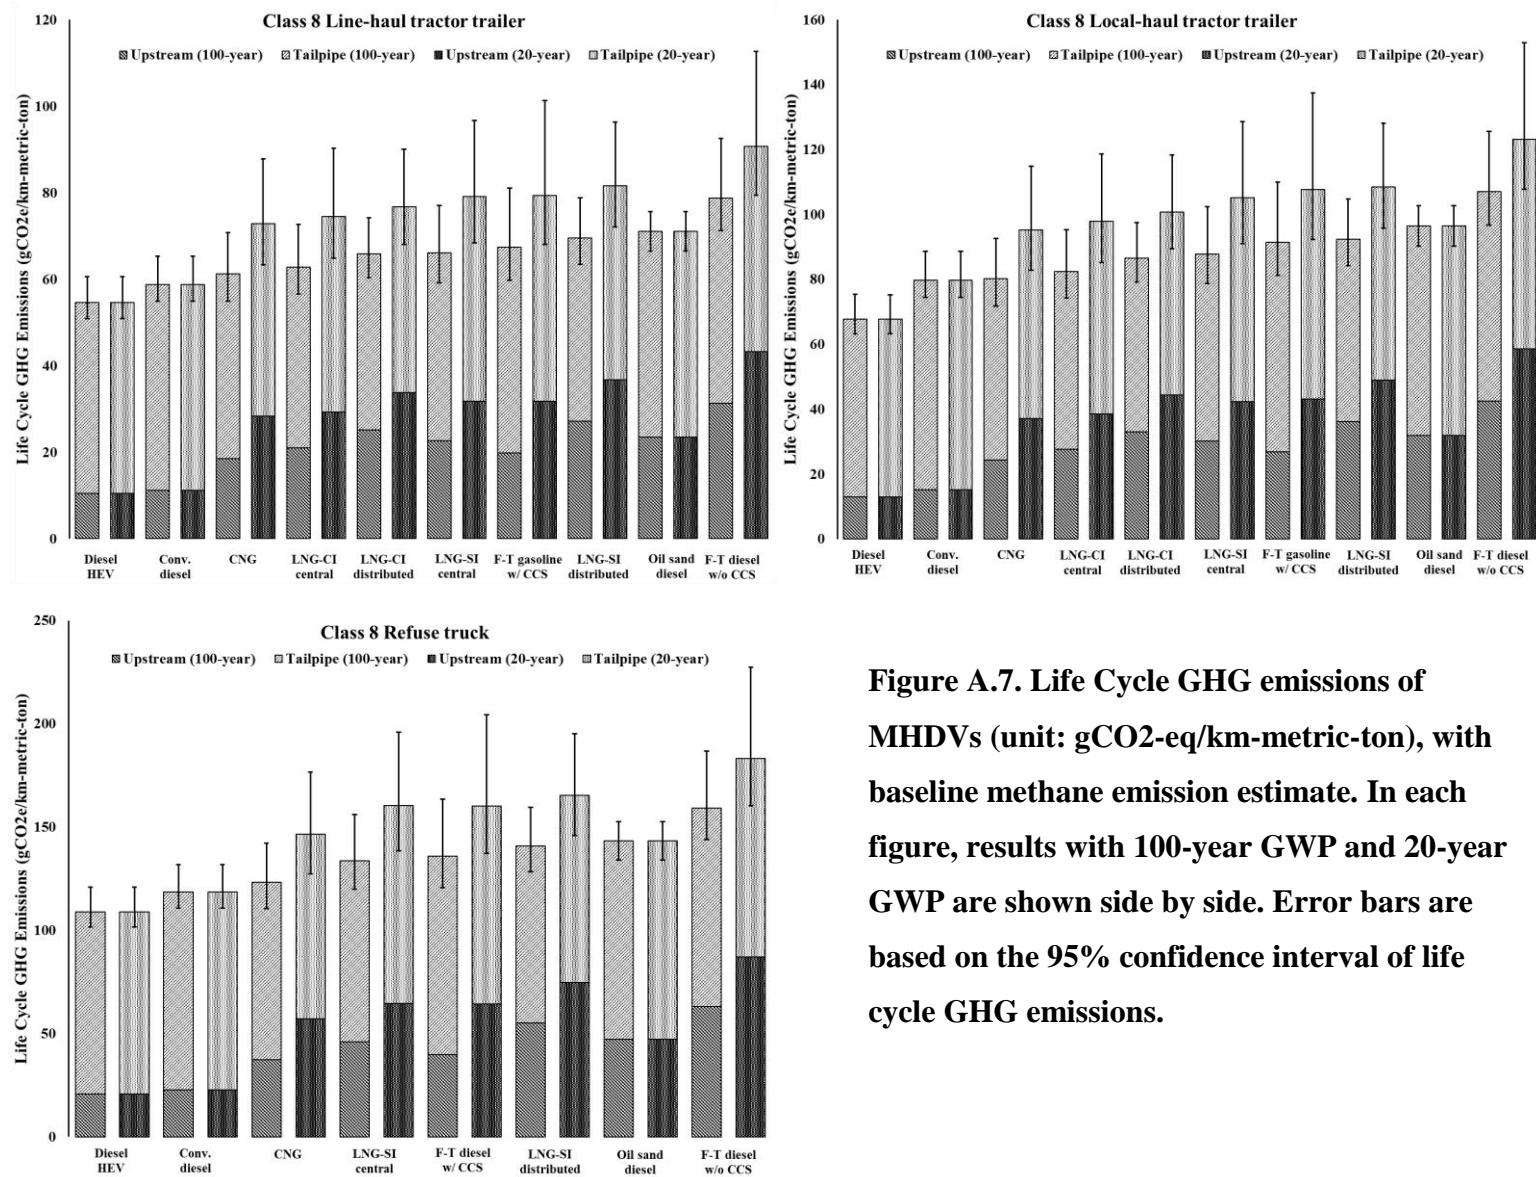 Class 8 Line-haul tractor trailer
Upstream (100-year) Tailpipe (100-year) Upstream (20-year) Tailpipe (20-year)
Life Cycle GHG Emissions (gCO2e/km-metric-ton)
120
100
80
60
40
20
0
Diesel HEV
Conv. diesel
CNG
LNG-CI central
LNG-CI distributed
LNG-SI central
F-T gasoline w/ CCS
LNG-SI distributed
Oil sand diesel
F-T diesel w/o CCS
Class 8 Local-haul tractor trailer
Upstream (100-year) Tailpipe (100-year) Upstream (20-year) Tailpipe (20-year)
Life Cycle GHG Emissions (gCO2e/km-metric-ton)
160
140
120
100
80
60
40
20
0
Diesel HEV
Conv. diesel
CNG
LNG-CI central
LNG-CI distributed
LNG-SI central
F-T gasoline w/ CCS
LNG-SI distributed
Oil sand diesel
F-T diesel w/o CCS
Class 8 Refuse truck
Upstream (100-year) Tailpipe (100-year) Upstream (20-year) Tailpipe (20-year)
Life Cycle GHG Emissions (gCO2e/km-metric-ton)
250
200
150
100
50
0
Diesel HEV
Conv. diesel
CNG
LNG-SI central
F-T diesel w/ CCS
LNG-SI distributed
Oil sand diesel
F-T diesel w/o CCS
Figure A.7. Life Cycle GHG emissions of
MHDVs (unit: gCO2-eq/km-metric-ton), with
baseline methane emission estimate. In each
figure, results with 100-year GWP and 20-year
GWP are shown side by side. Error bars are
based on the 95% confidence interval of life
cycle GHG emissions.